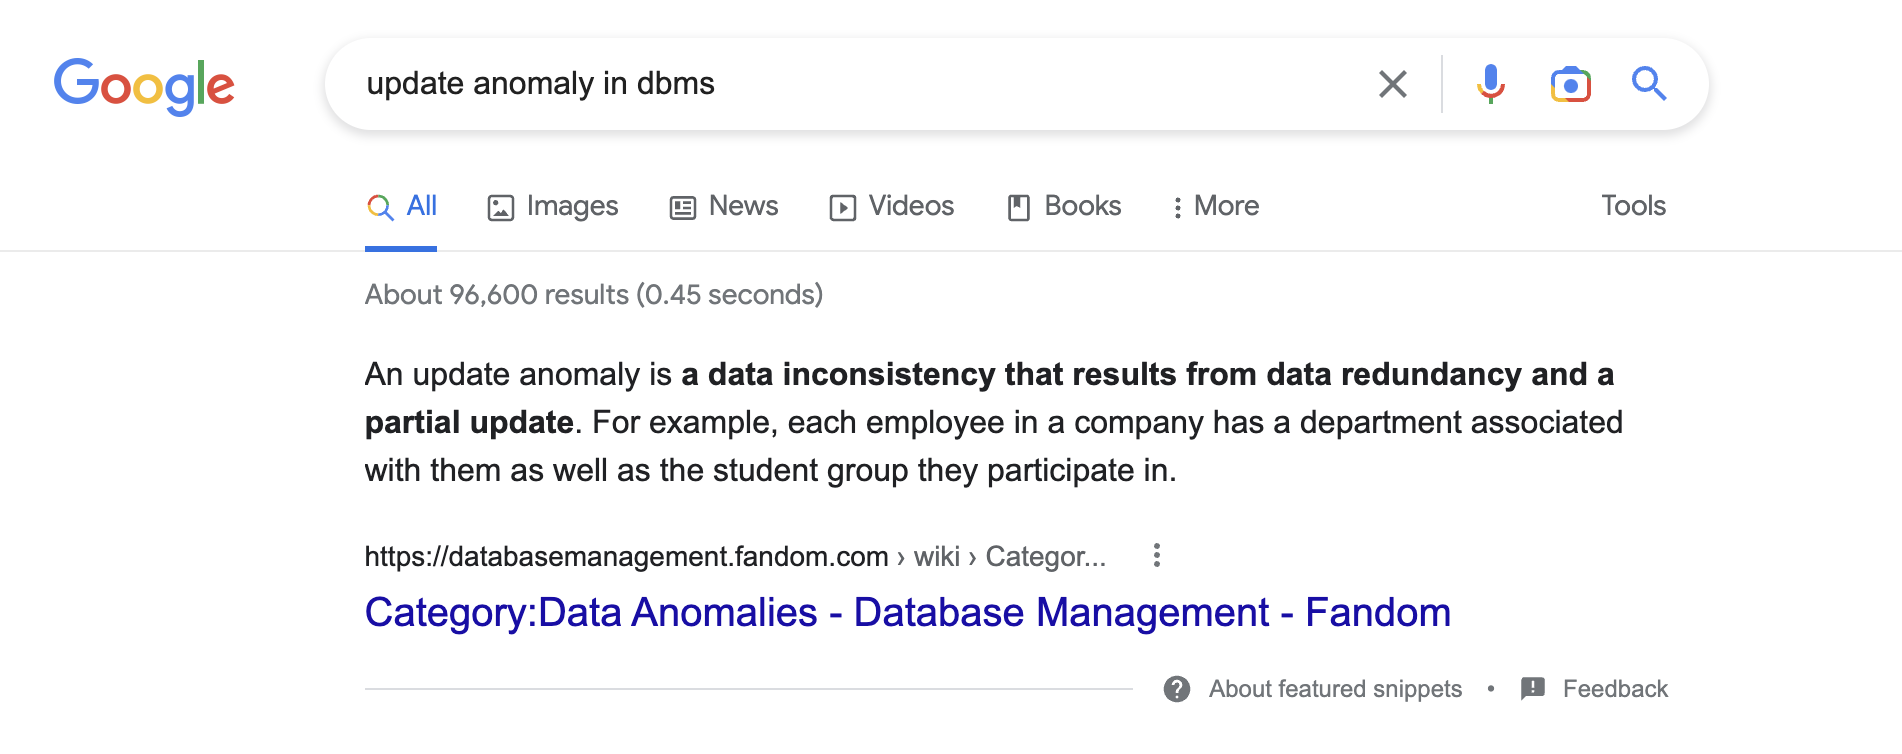 Google
update anomaly in dbms
All Images News Videos Books More Tools
About 96,600 results (0.45 seconds)
An update anomaly is a data inconsistency that results from data redundancy and a
partial update. For example, each employee in a company has a department associated
with them as well as the student group they participate in.
https://databasemanagement.fandom.com › wiki › Categor...
Category:Data Anomalies - Database Management - Fandom
About featured snippets • Feedback